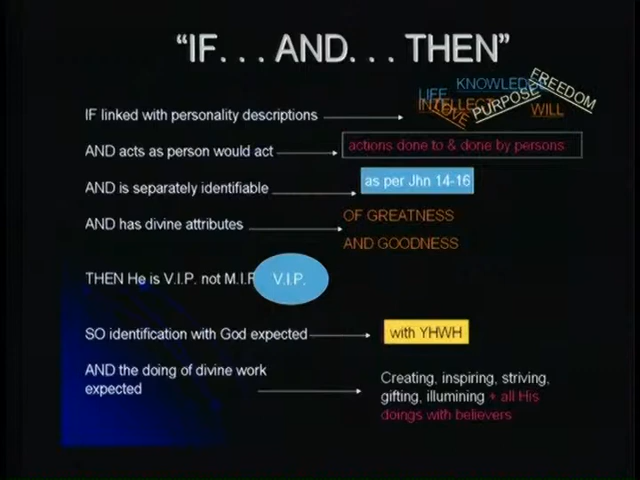 “IF. . . AND. . . THEN”
KNOWLEDGE
FREEDOM
LIFE
INTELLECT
PURPOSE
LOVE
WILL
IF linked with personality descriptions
AND acts as person would act
actions done to & done by persons
AND is separately identifiable
as per Jhn 14-16
AND has divine attributes
OF GREATNESS
AND GOODNESS
THEN He is V.I.P. not M.I.P
V.I.P.
SO identification with God expected
with YHWH
AND the doing of divine work
expected
Creating, inspiring, striving,
gifting, illumining + all His
doings with believers